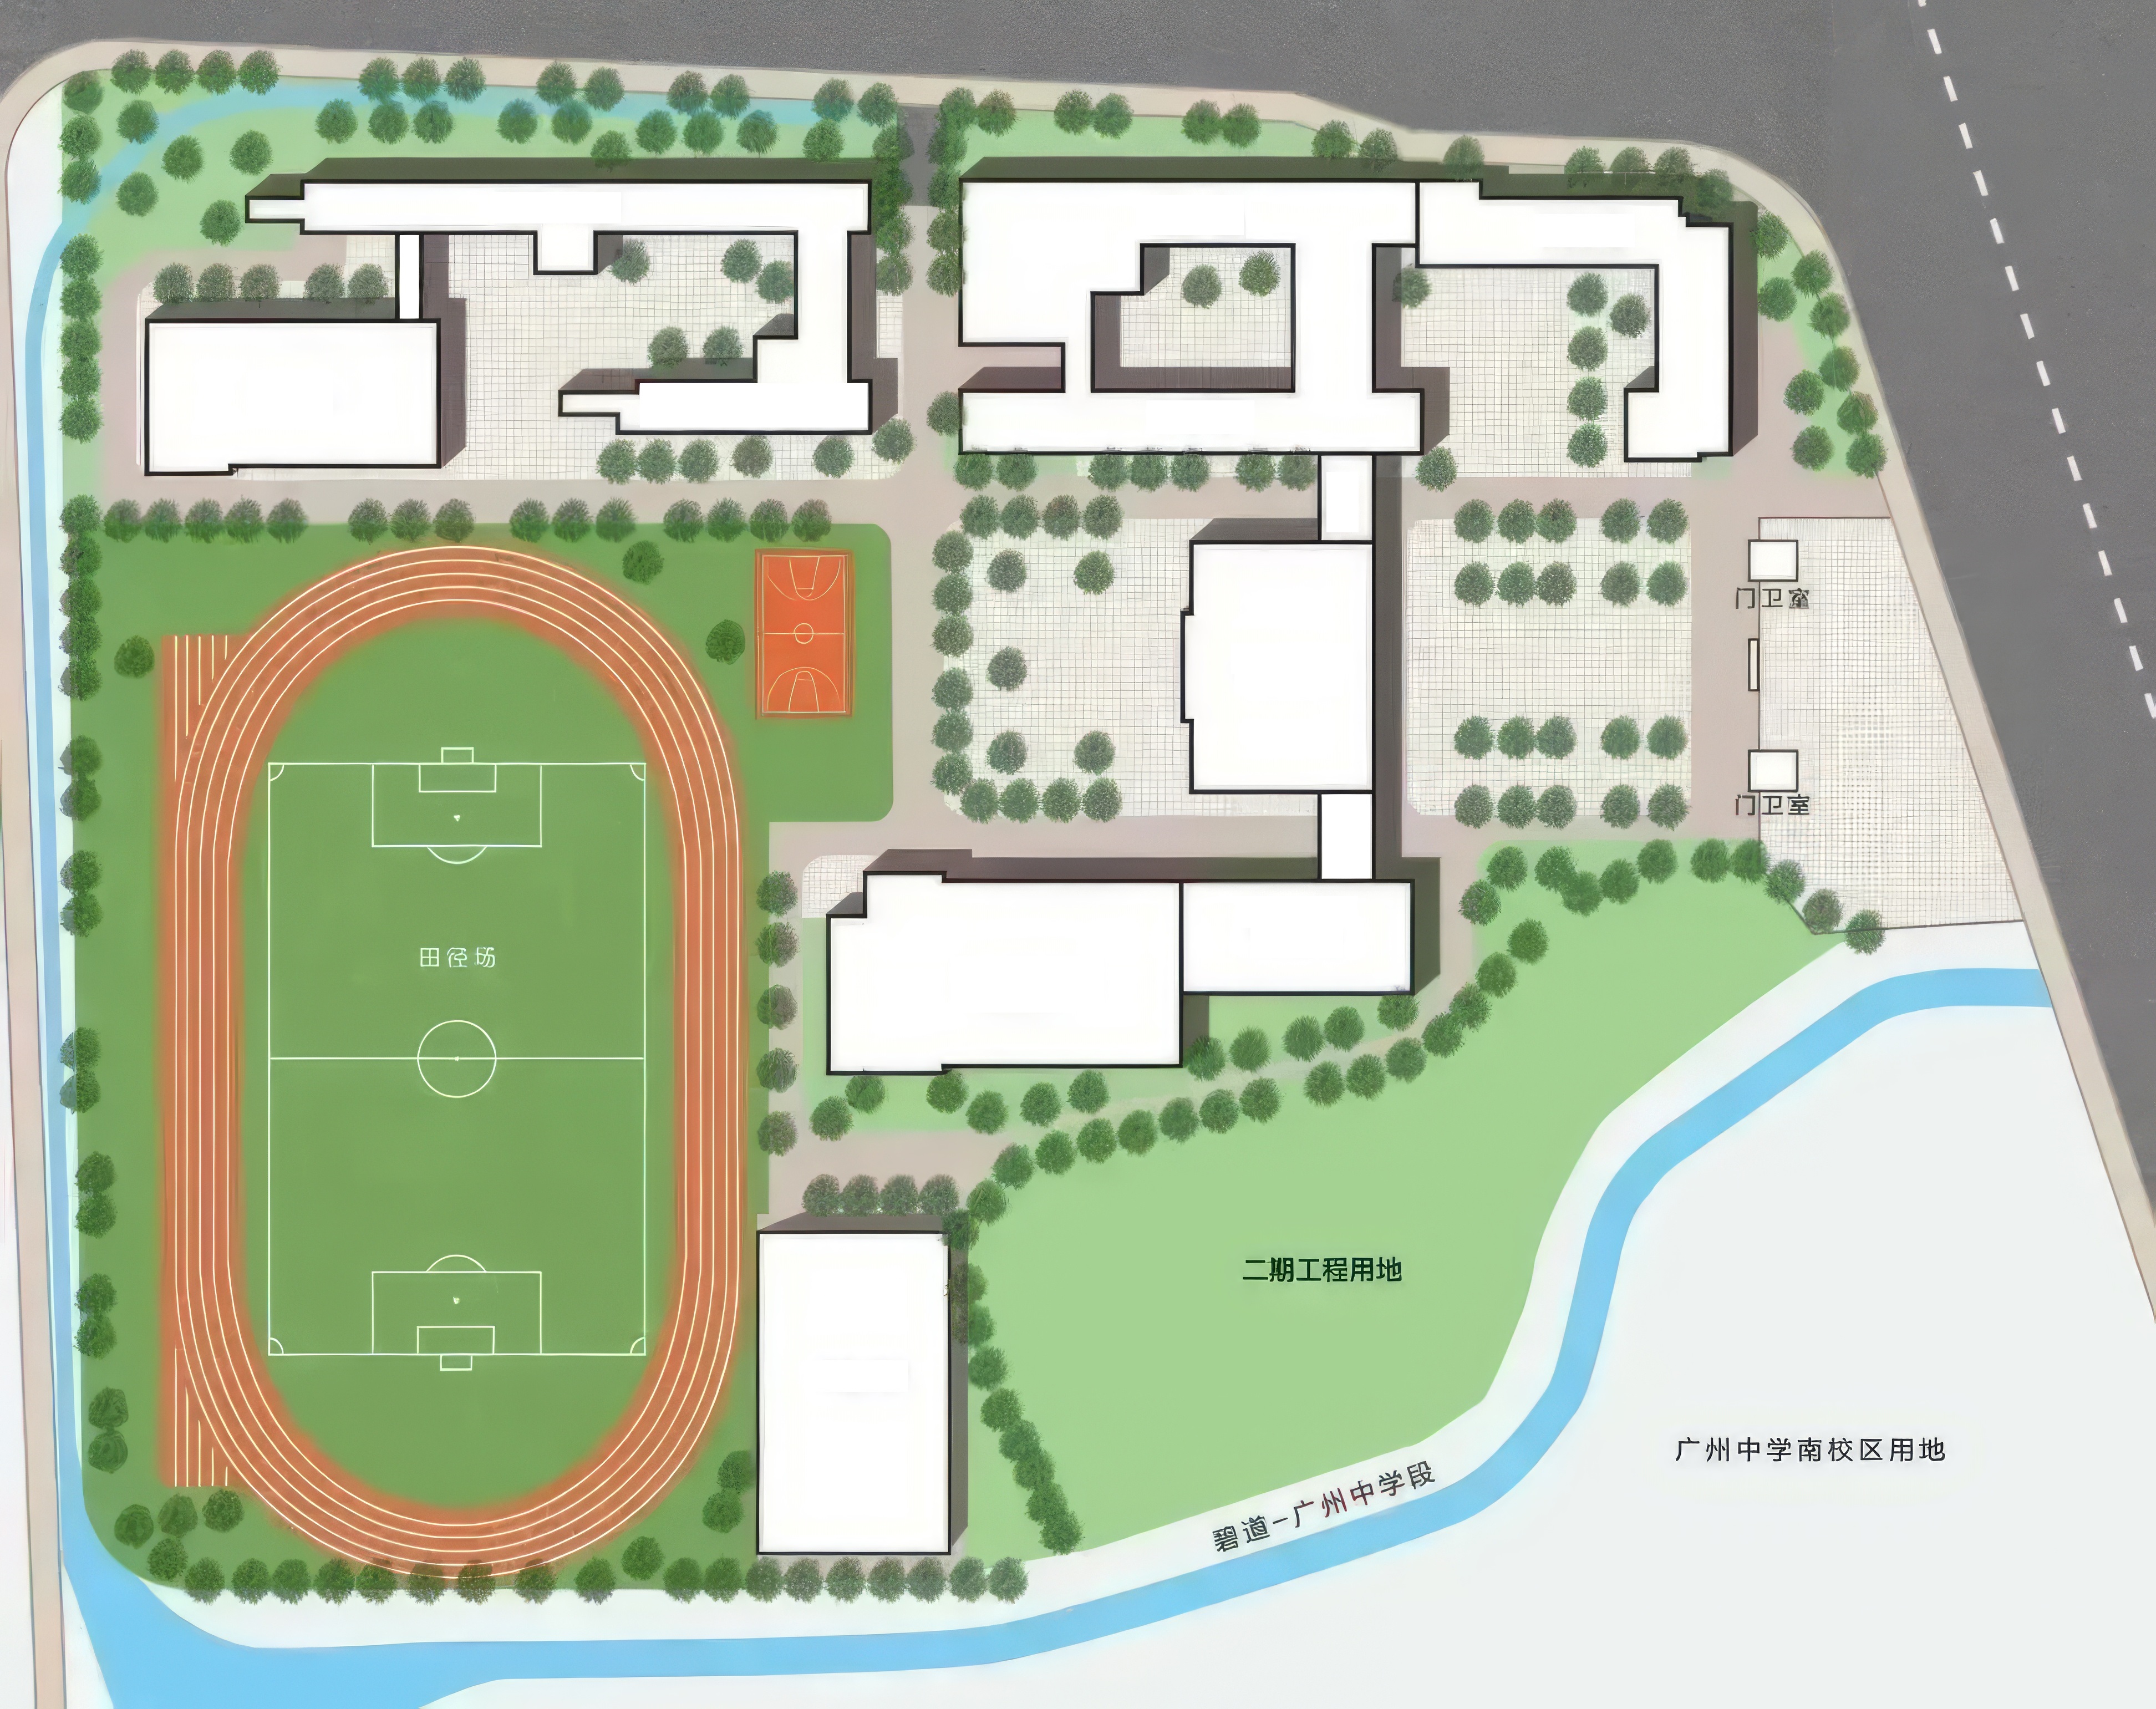 门卫室
门卫室
田径场
二期工程用地
广州中学南校区用地
碧道-广州中学段